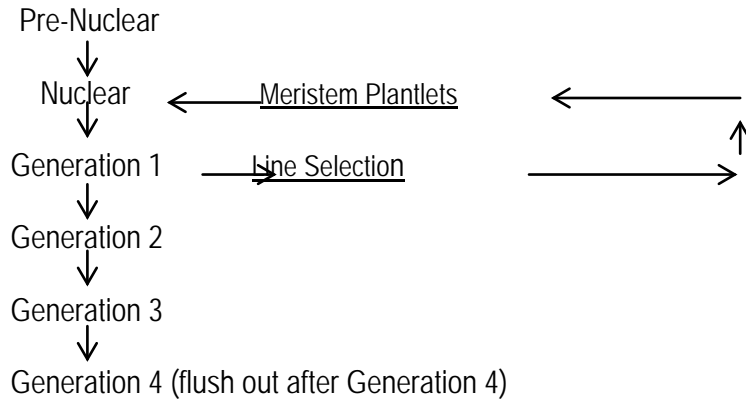 Pre-Nuclear
Nuclear Meristem Plantlets
Generation 1 Line Selection
Generation 2
Generation 3
Generation 4 (flush out after Generation 4)